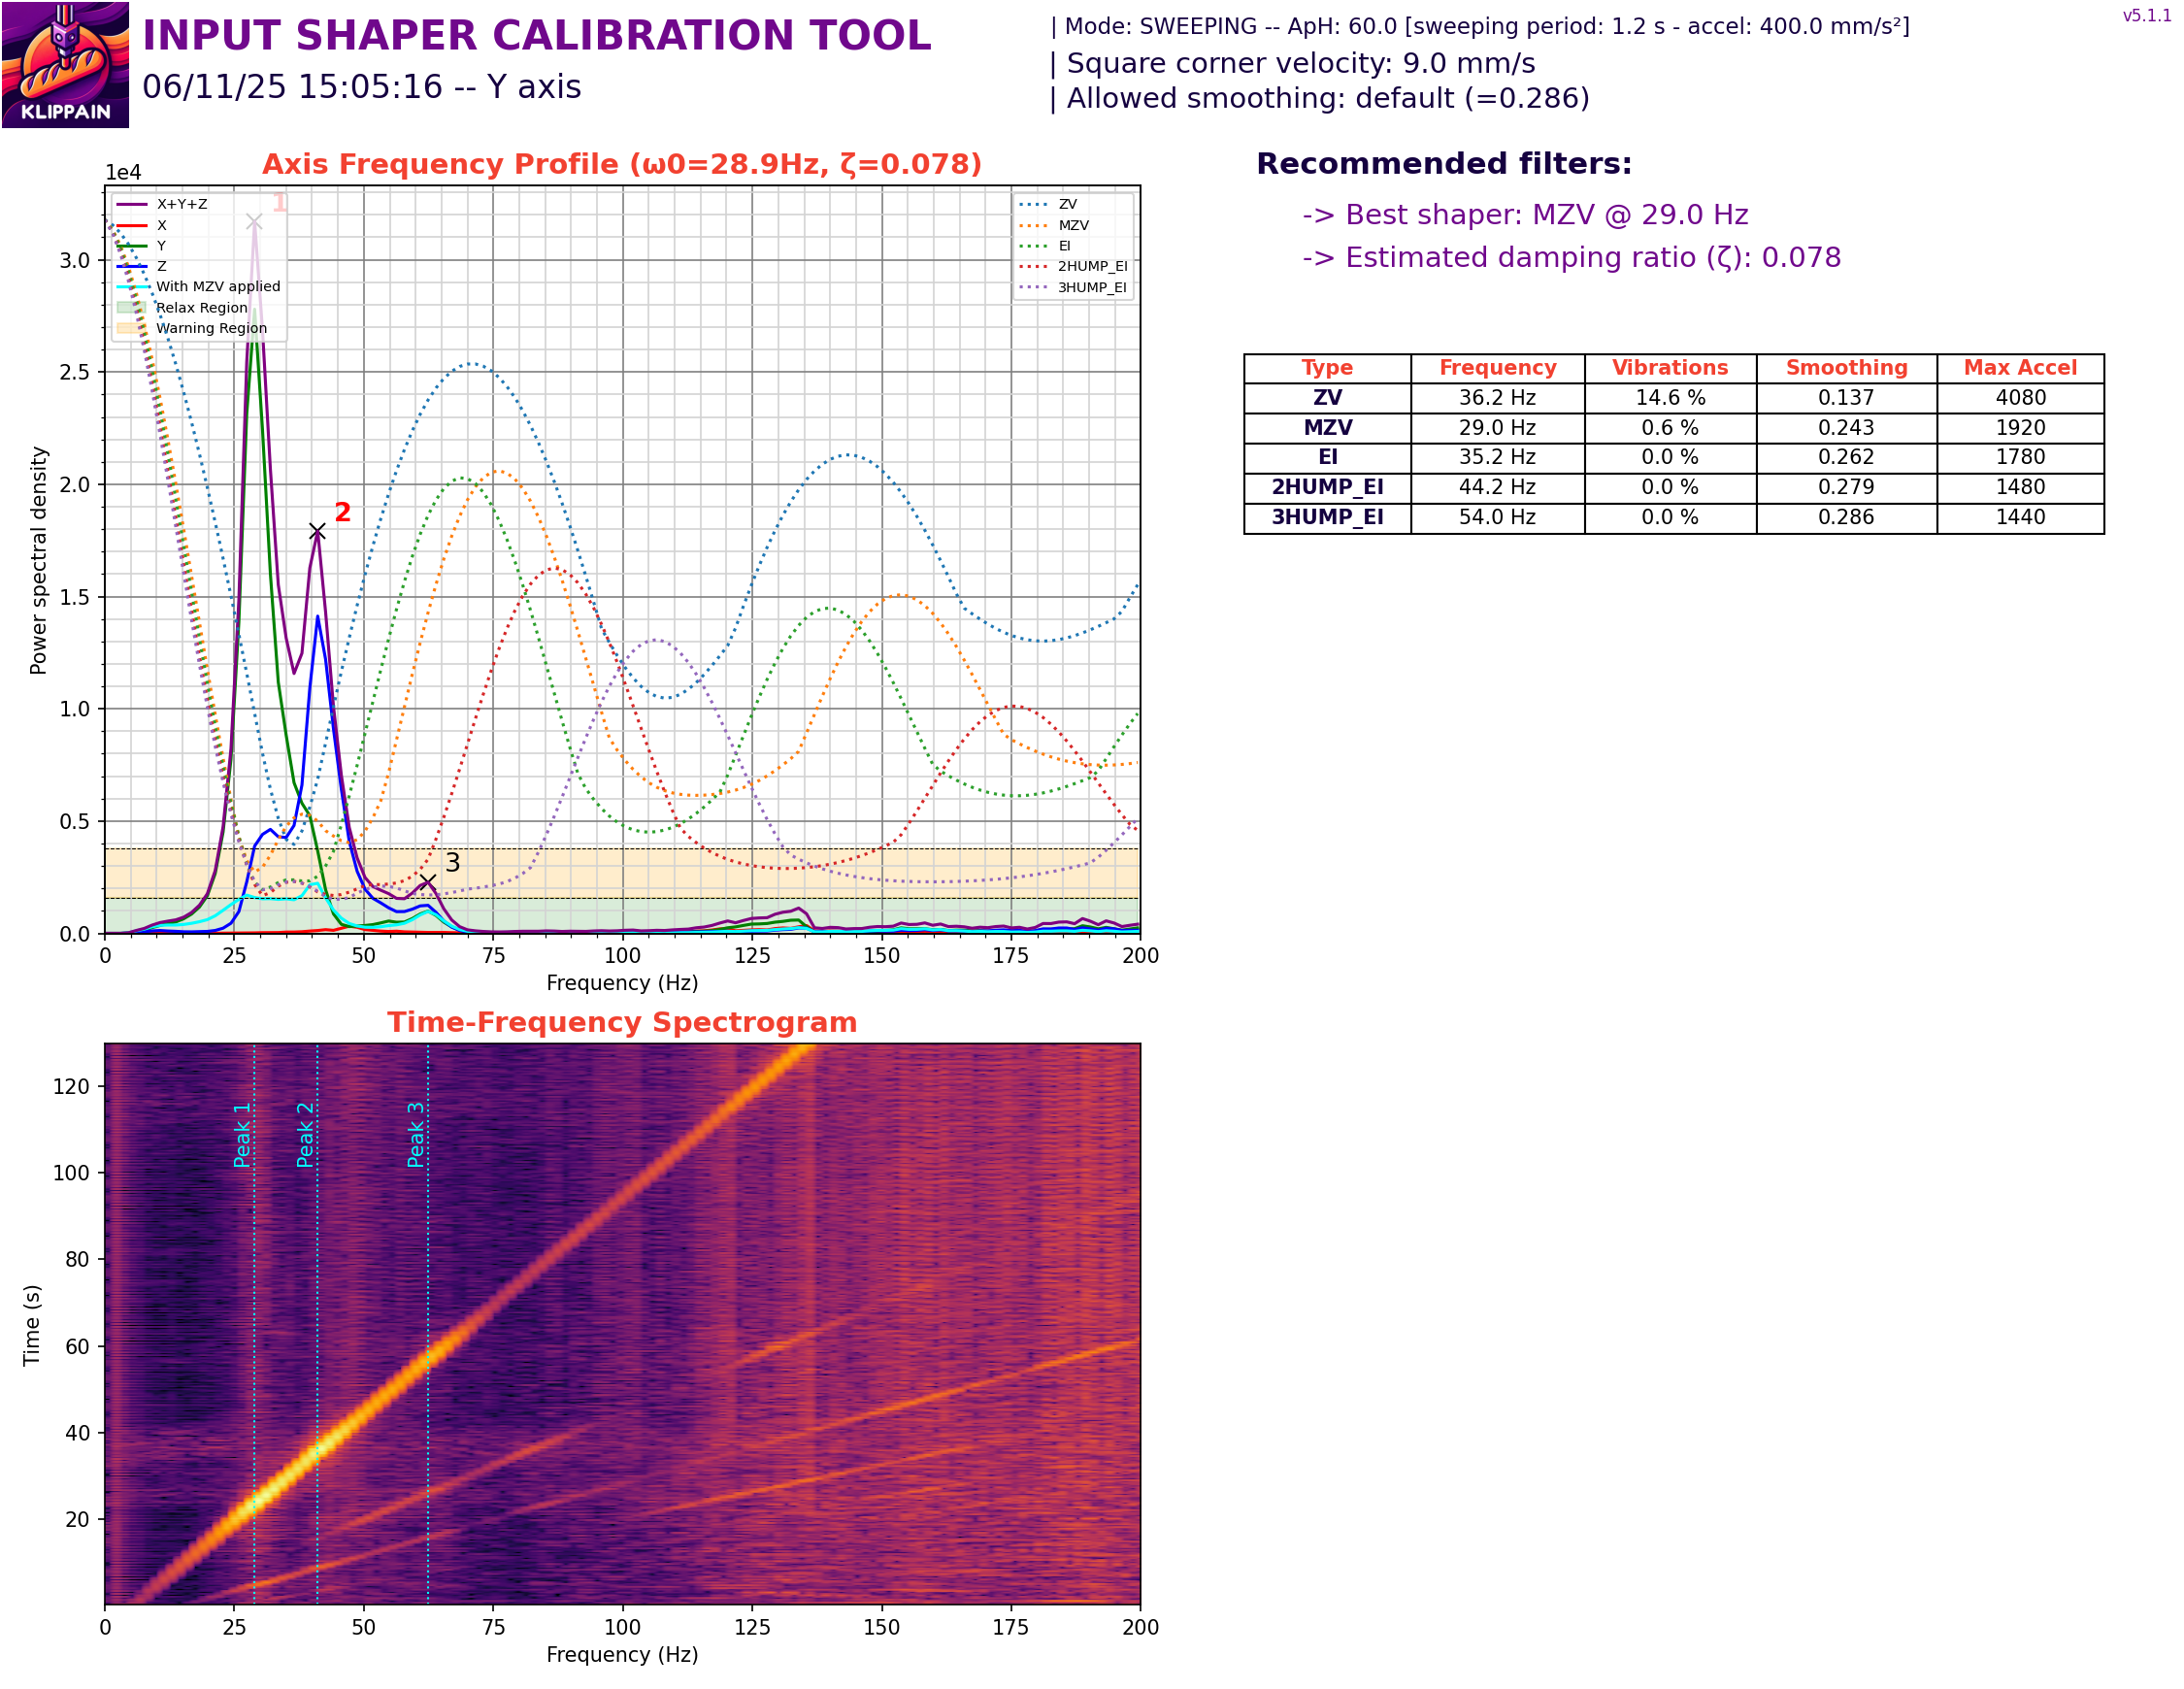 KLIPPAIN
INPUT SHAPER CALIBRATION TOOL
06/11/25 15:05:16 -- Y axis
| Mode: SWEEPING -- ApH: 60.0 [sweeping period: 1.2 s - accel: 400.0 mm/s²]
| Square corner velocity: 9.0 mm/s
| Allowed smoothing: default (=0.286)
v5.1.1
Axis Frequency Profile (ω0=28.9Hz, ζ=0.078)
1e4
Power spectral density
3.0
2.5
2.0
1.5
1.0
0.5
0.0
X+Y+Z
X
Y
Z
With MZV applied
Relax Region
Warning Region
ZV
MZV
EI
2HUMP_EI
3HUMP_EI
1
2
3
0 25 50 75 100 125 150 175 200
Frequency (Hz)
Recommended filters:
-> Best shaper: MZV @ 29.0 Hz
-> Estimated damping ratio (ζ): 0.078
Type Frequency Vibrations Smoothing Max Accel
ZV 36.2 Hz 14.6 % 0.137 4080
MZV 29.0 Hz 0.6 % 0.243 1920
EI 35.2 Hz 0.0 % 0.262 1780
2HUMP_EI 44.2 Hz 0.0 % 0.279 1480
3HUMP_EI 54.0 Hz 0.0 % 0.286 1440
Time-Frequency Spectrogram
Time (s)
120
100
80
60
40
20
Peak 1
Peak 2
Peak 3
0 25 50 75 100 125 150 175 200
Frequency (Hz)